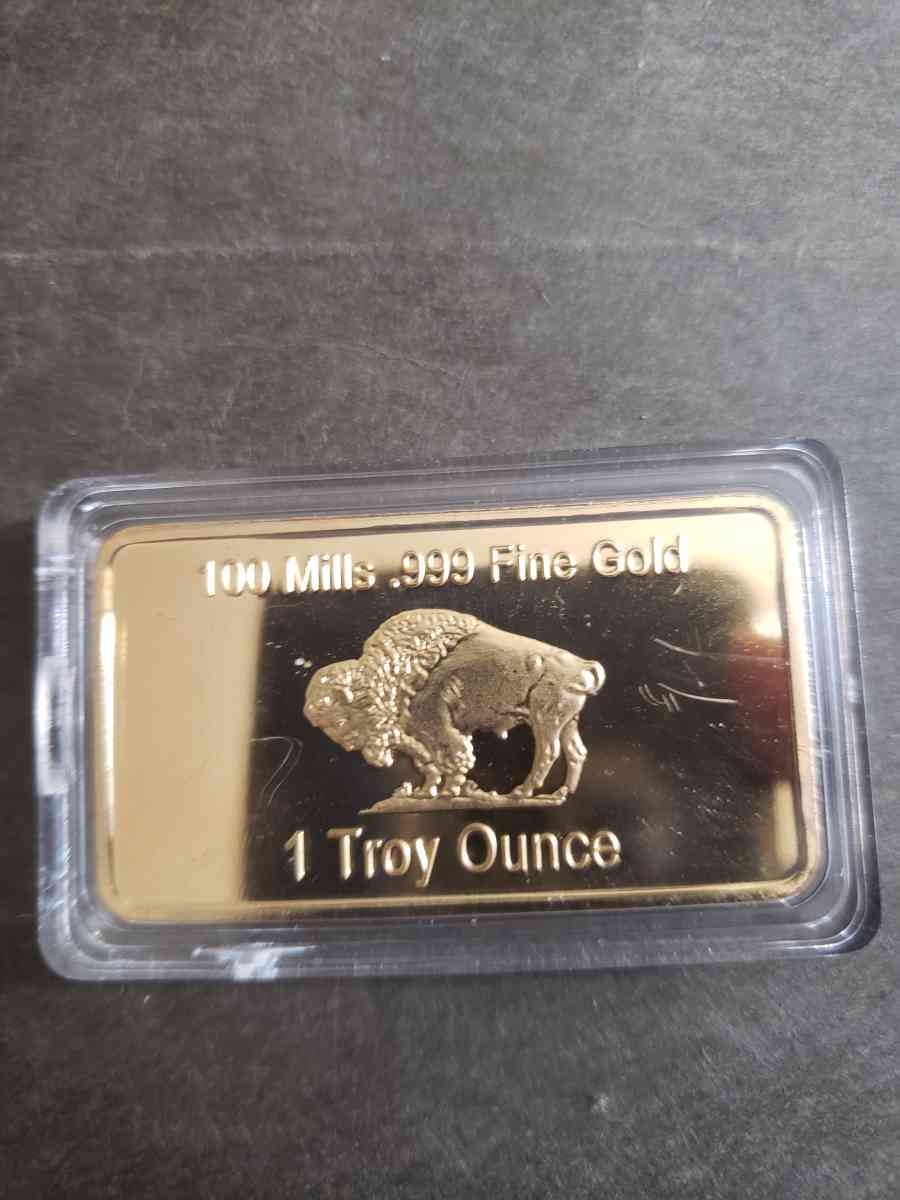 100 Mills .999 Fine Gold
1 Troy Ounce